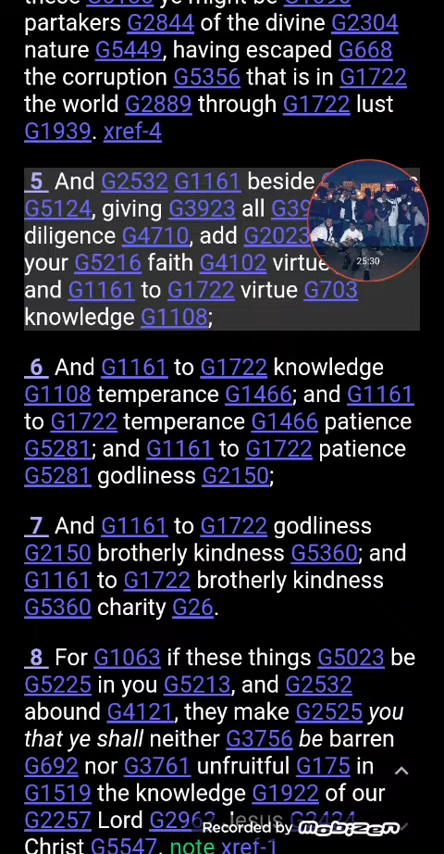 these ye might be
partakers G2844 of the divine G2304
nature G5449, having escaped G668
the corruption G5356 that is in G1722
the world G2889 through G1722 lust
G1939. xref-4
5 And G2532 G1161 beside
G5124, giving G3923 all
diligence G4710, add G2023
your G5216 faith G4102 virtue
and G1161 to G1722 virtue G703
knowledge G1108;
25:30
6 And G1161 to G1722 knowledge
G1108 temperance G1466; and G1161
to G1722 temperance G1466 patience
G5281; and G1161 to G1722 patience
G5281 godliness G2150;
7 And G1161 to G1722 godliness
G2150 brotherly kindness G5360; and
G1161 to G1722 brotherly kindness
G5360 charity G26.
8 For G1063 if these things G5023 be
G5225 in you G5213, and G2532
abound G4121, they make G2525 you
that ye shall neither G3756 be barren
G692 nor G3761 unfruitful G175 in
G1519 the knowledge G1922 of our
G2257 Lord G2962 Jesus G2424
Recorded by Mobizen
Christ G5547. note xref-1